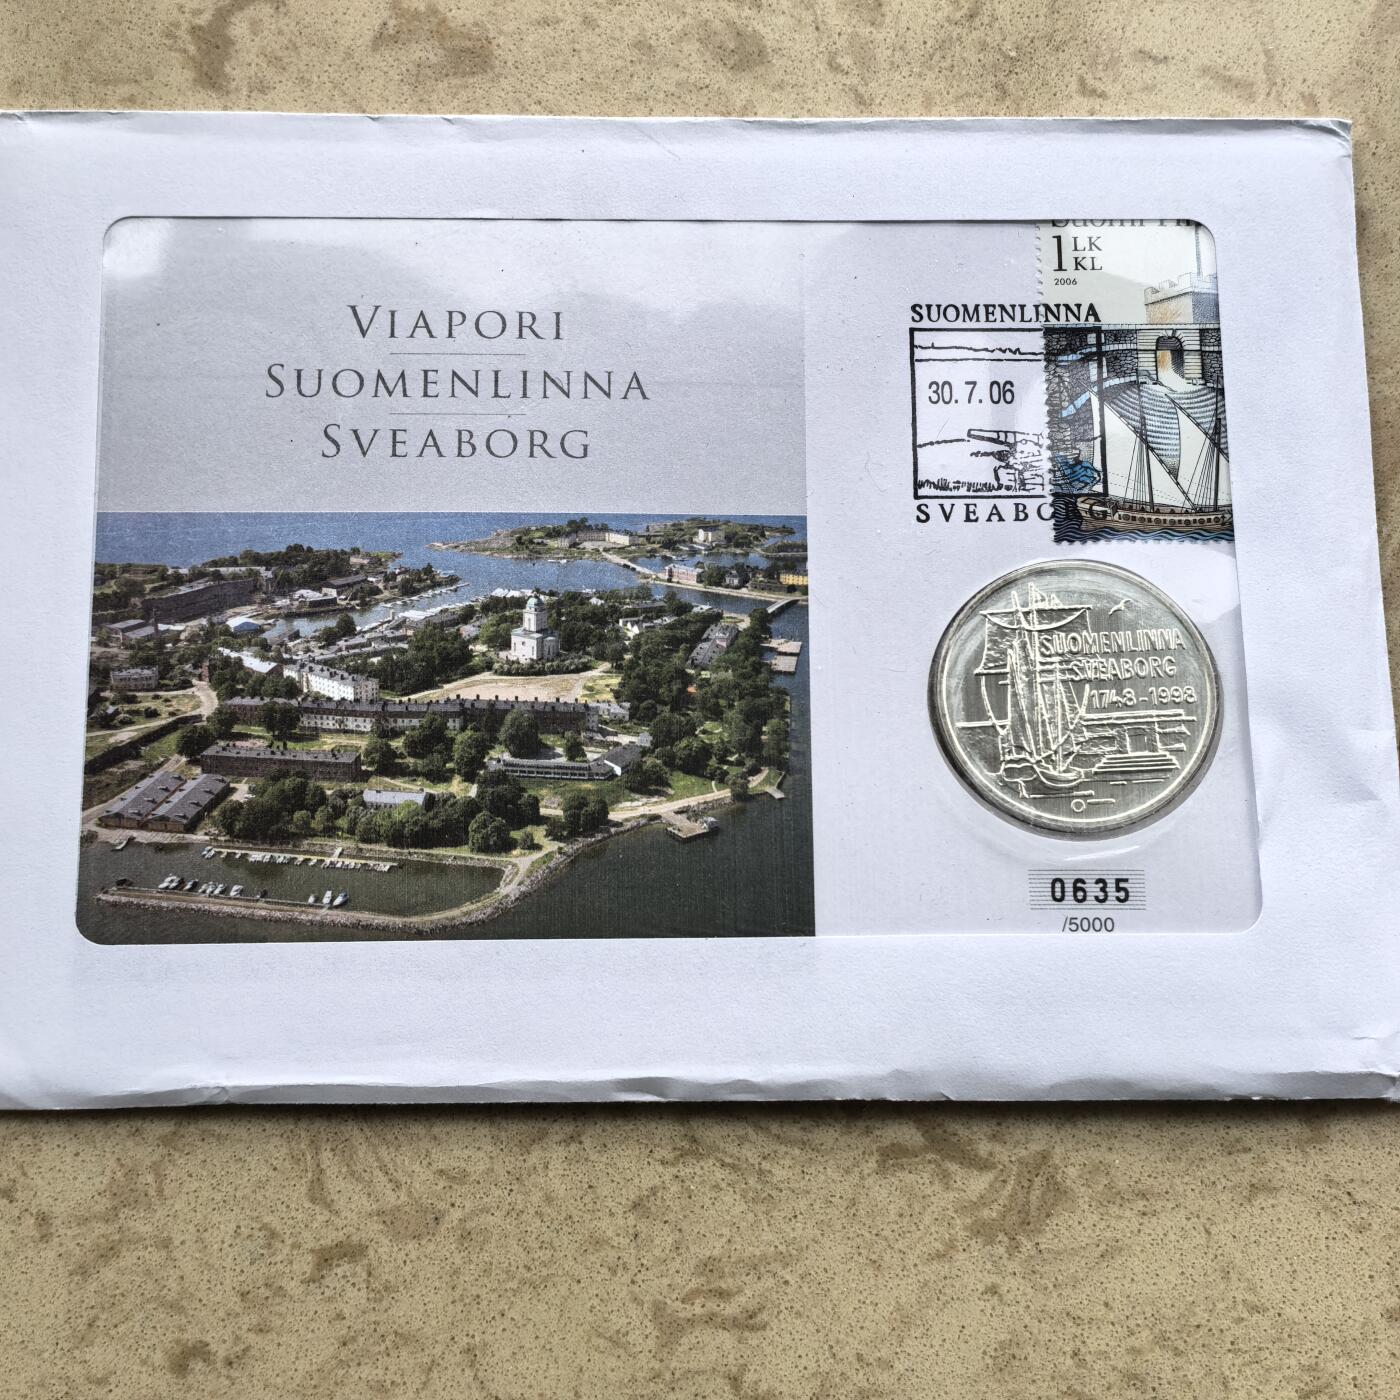 VIAPORI
SUOMENLINNA
SVEABORG
1 LK
KL
2006
SUOMENLINNA
30.7.06
SVEABORG
SUOMENLINNA
SVEABORG
1748-1998
0635
/5000